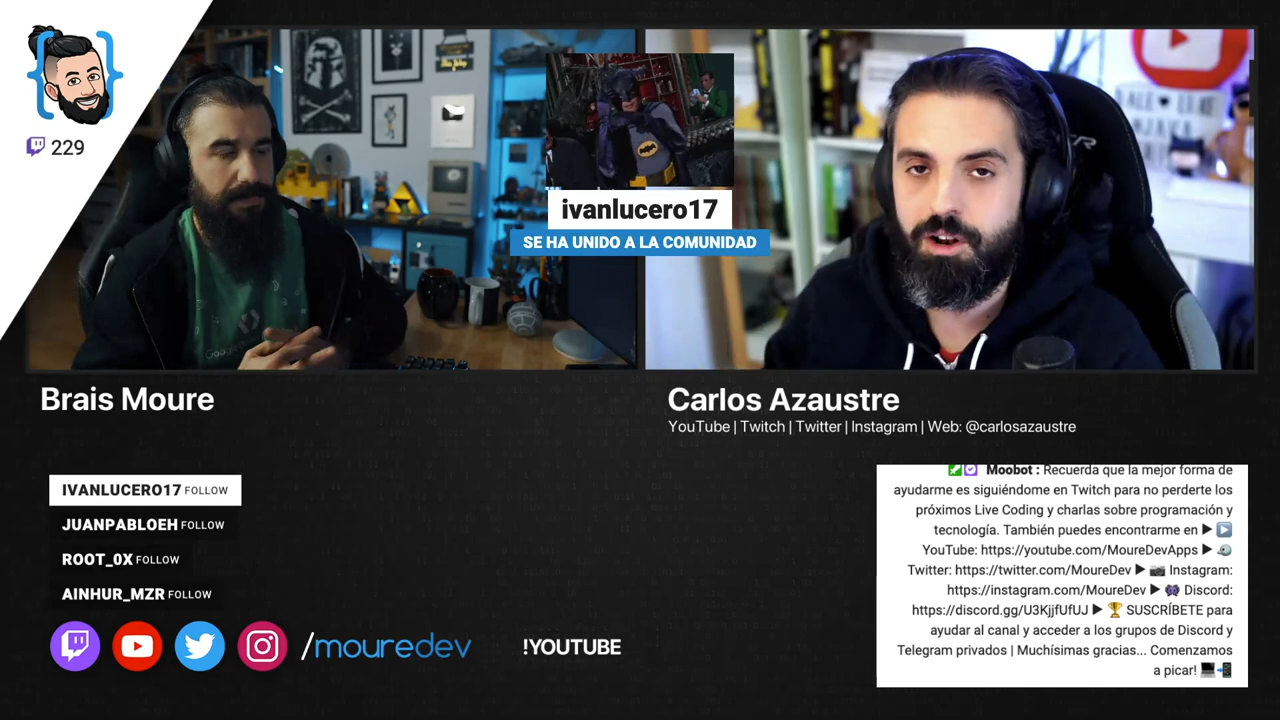 229
ivanlucero17
SE HA UNIDO A LA COMUNIDAD
Brais Moure
Carlos Azaustre
YouTube | Twitch | Twitter | Instagram | Web: @carlosazaustre
IVANLUCERO17 FOLLOW
JUANPABLOEH FOLLOW
ROOT_0X FOLLOW
AINHUR_MZR FOLLOW
/mouredev
!YOUTUBE
Moobot : Recuerda que la mejor forma de
ayudarme es siguiéndome en Twitch para no perderte los
próximos Live Coding y charlas sobre programación y
tecnología. También puedes encontrarme en ▶ ▶️
YouTube: https://youtube.com/MoureDevApps ▶ 🐦
Twitter: https://twitter.com/MoureDev ▶ 📷 Instagram:
https://instagram.com/MoureDev ▶ 👾 Discord:
https://discord.gg/U3KjjfUfUJ ▶ 🏆 SUSCRÍBETE para
ayudar al canal y acceder a los grupos de Discord y
Telegram privados | Muchísimas gracias... Comenzamos
a picar! 💻📲